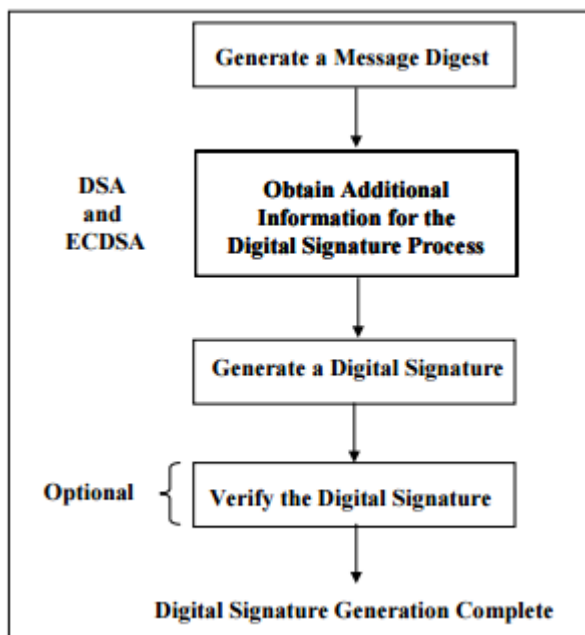 Generate a Message Digest
DSA
and
ECDSA
Obtain Additional
Information for the
Digital Signature Process
Generate a Digital Signature
Optional
Verify the Digital Signature
Digital Signature Generation Complete